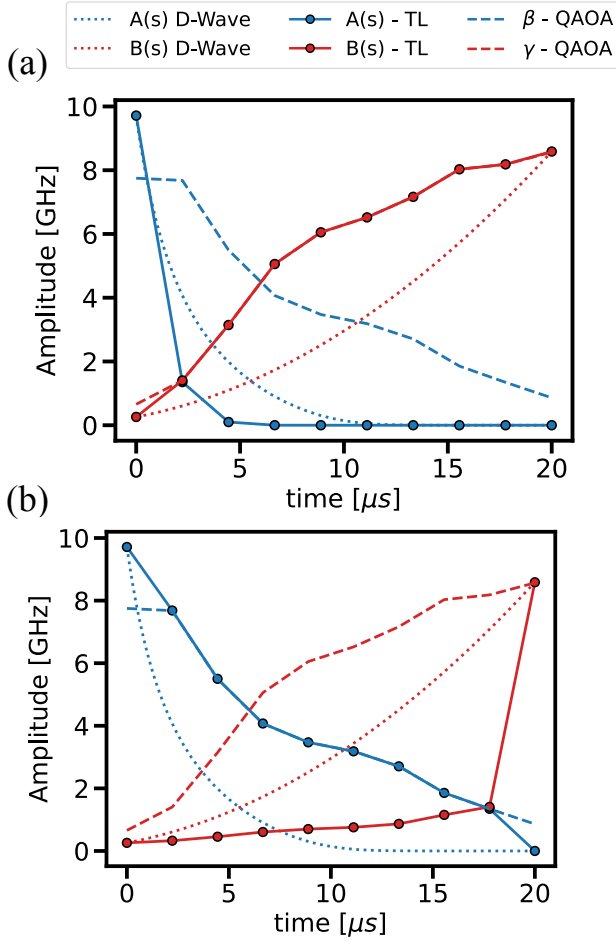 A(s) D-Wave A(s) - TL β - QAOA
B(s) D-Wave B(s) - TL γ - QAOA
(a)
10
8
6
4
2
0
Amplitude [GHz]
0 5 10 15 20
time [μs]
(b)
10
8
6
4
2
0
Amplitude [GHz]
0 5 10 15 20
time [μs]